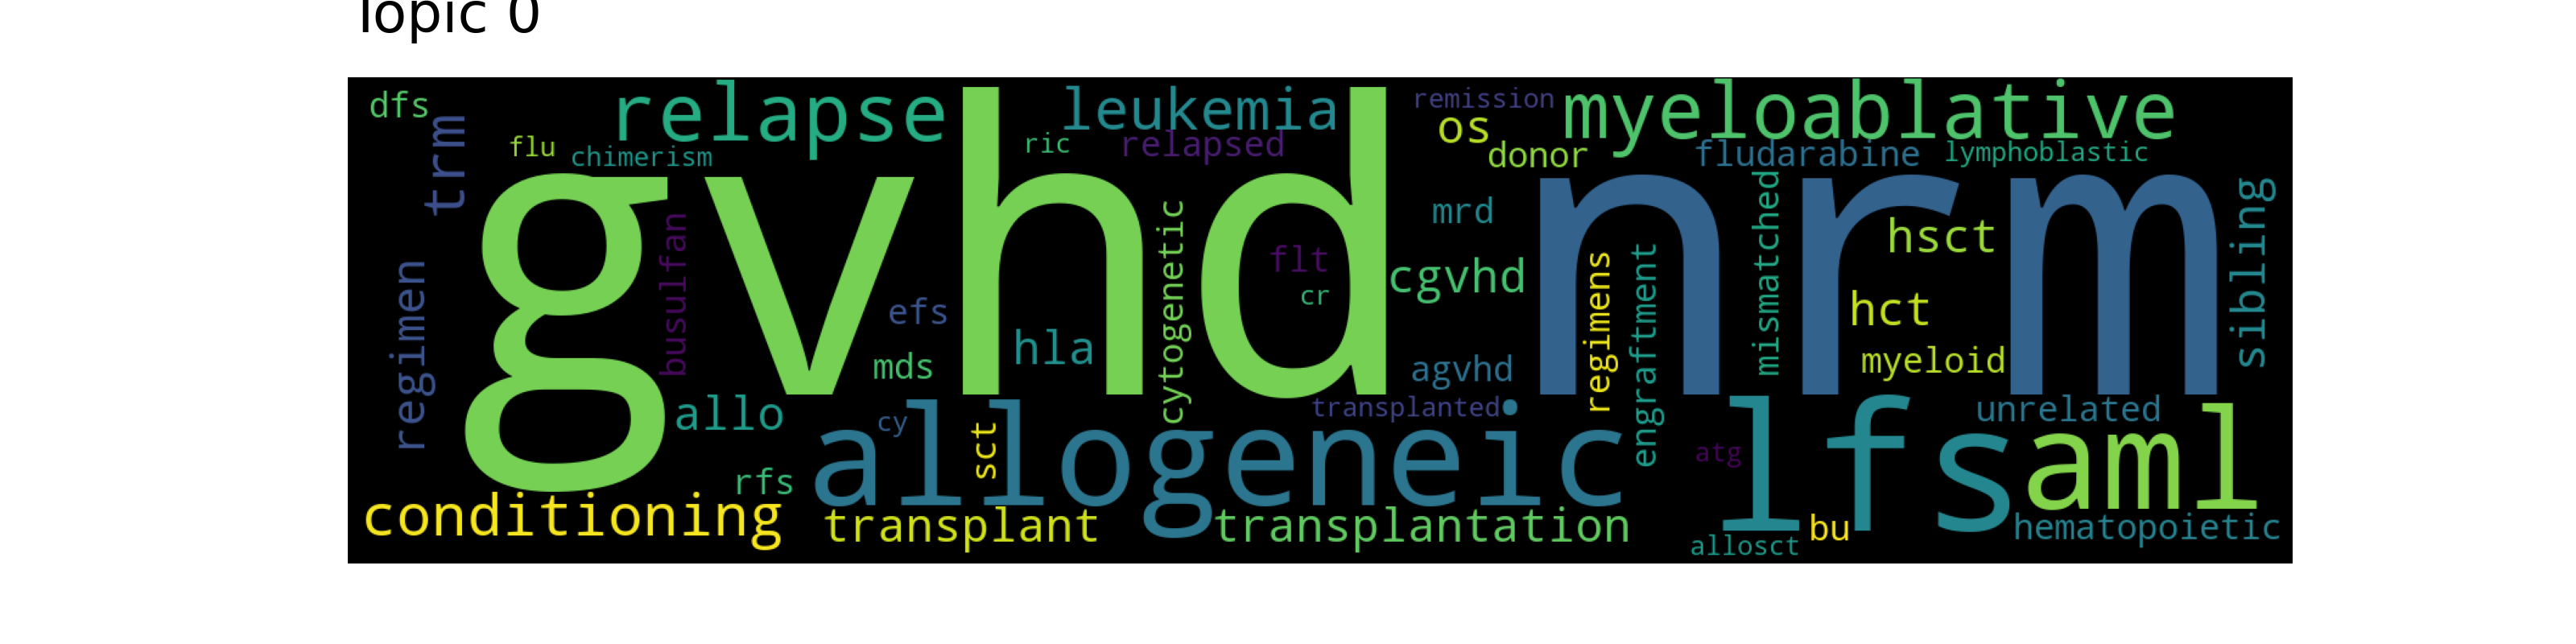 Topic 0
dfs
trm
flu
chimerism
relapse
leukemia
ric
relapsed
remission
os
donor
myeloablative
fludarabine
lymphoblastic
gvhd
nrm
regimen
busulfan
efs
mds
hla
cytogenetic
flt
cr
mrd
cgvhd
agvhd
regimens
engraftment
mismatched
hsct
hct
myeloid
sibling
allo
cy
sct
allogeneic
transplanted
atg
lfs
unrelated
aml
rfs
conditioning
transplant
transplantation
allosct
bu
hematopoietic